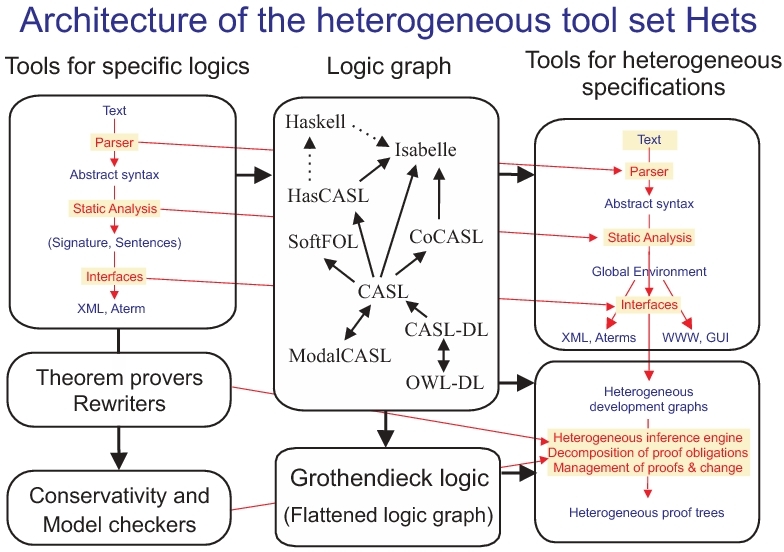 Architecture of the heterogeneous tool set Hets
Tools for specific logics
Text
Parser
Abstract syntax
Static Analysis
(Signature, Sentences)
Interfaces
XML, Aterm
Theorem provers
Rewriters
Conservativity and
Model checkers
Logic graph
Haskell
Isabelle
HasCASL
SoftFOL
CoCASL
CASL
CASL-DL
ModalCASL
OWL-DL
Grothendieck logic
(Flattened logic graph)
Tools for heterogeneous
specifications
Text
Parser
Abstract syntax
Static Analysis
Global Environment
Interfaces
XML, Aterms
WWW, GUI
Heterogeneous
development graphs
Heterogeneous inference engine
Decomposition of proof obligations
Management of proofs & change
Heterogeneous proof trees